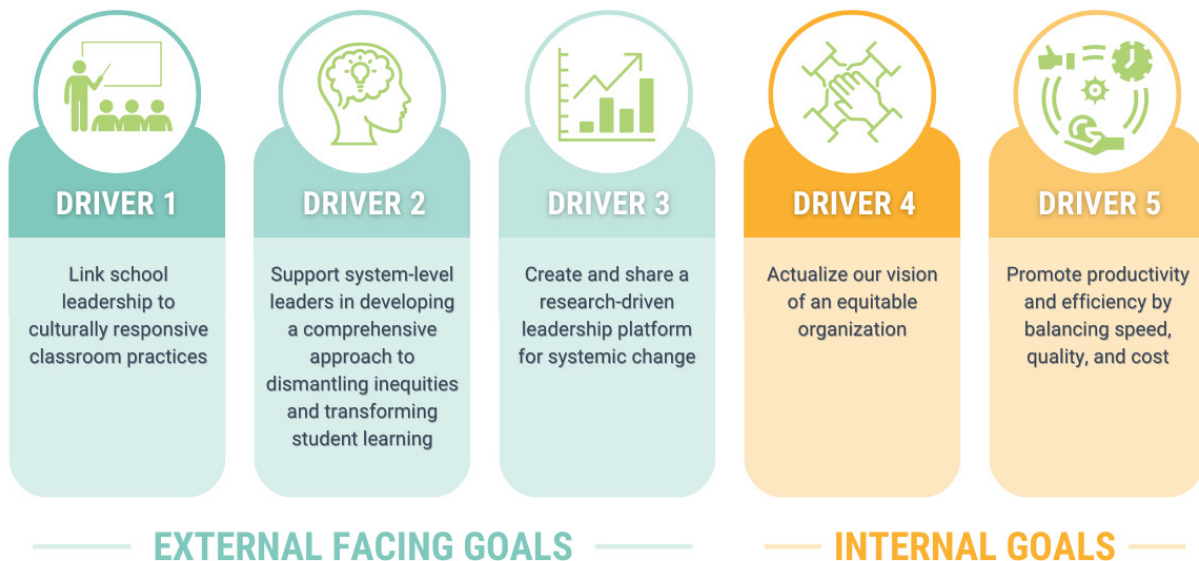 DRIVER 1
Link school
leadership to
culturally responsive
classroom practices
DRIVER 2
Support system-level
leaders in developing
a comprehensive
approach to
dismantling inequities
and transforming
student learning
DRIVER 3
Create and share a
research-driven
leadership platform
for systemic change
DRIVER 4
Actualize our vision
of an equitable
organization
DRIVER 5
Promote productivity
and efficiency by
balancing speed,
quality, and cost
EXTERNAL FACING GOALS
INTERNAL GOALS